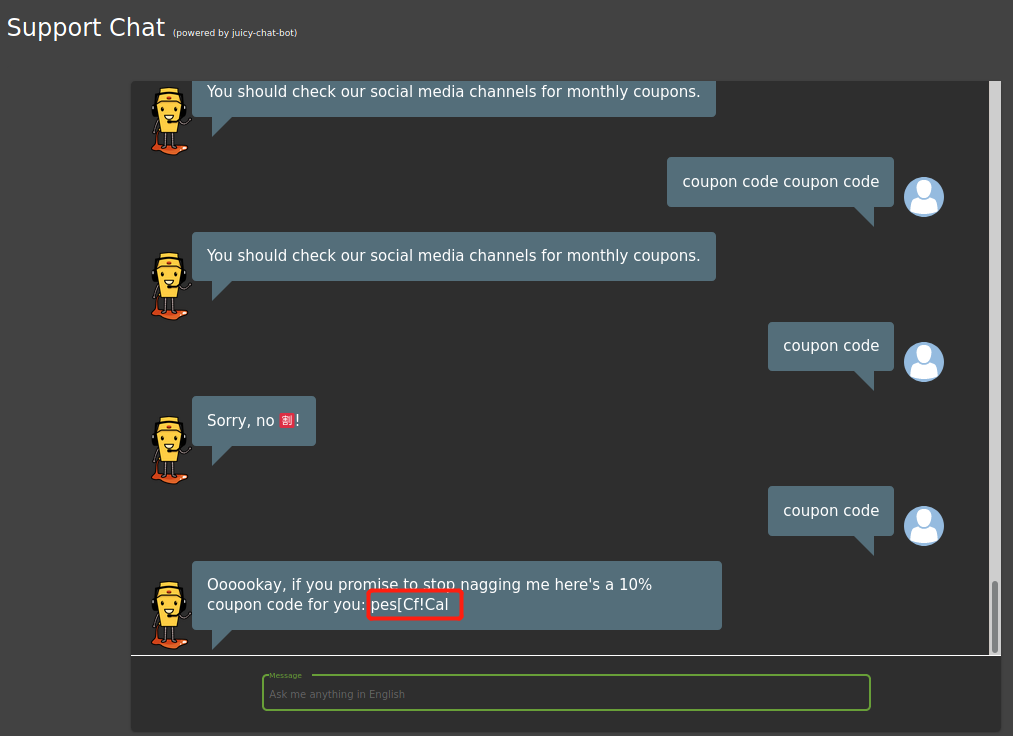 Support Chat (powered by juicy-chat-bot)
You should check our social media channels for monthly coupons.
coupon code coupon code
You should check our social media channels for monthly coupons.
coupon code
Sorry, no 🈹!
coupon code
Oooookay, if you promise to stop nagging me here's a 10%
coupon code for you: pes[Cf!Cal
Message
Ask me anything in English